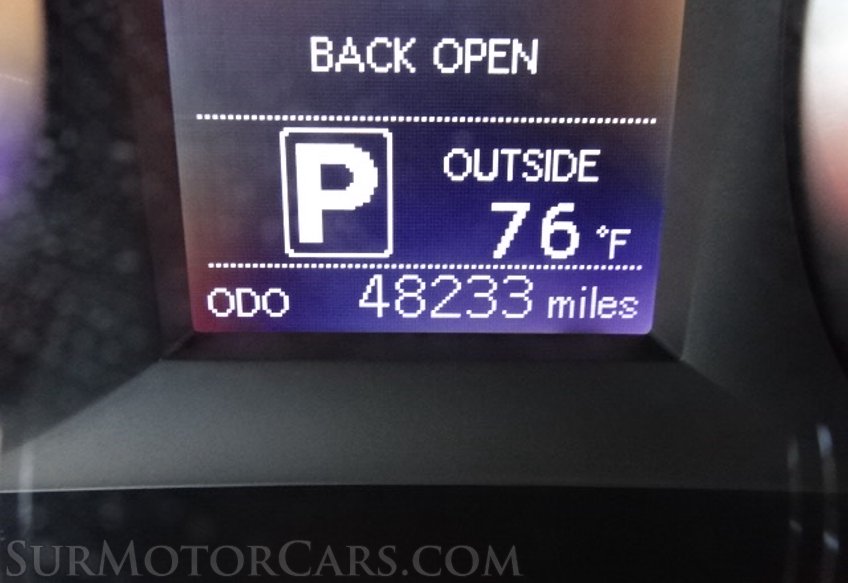 BACK OPEN
P
OUTSIDE
76 °F
ODO 48233 miles
SURMOTORCARS.COM